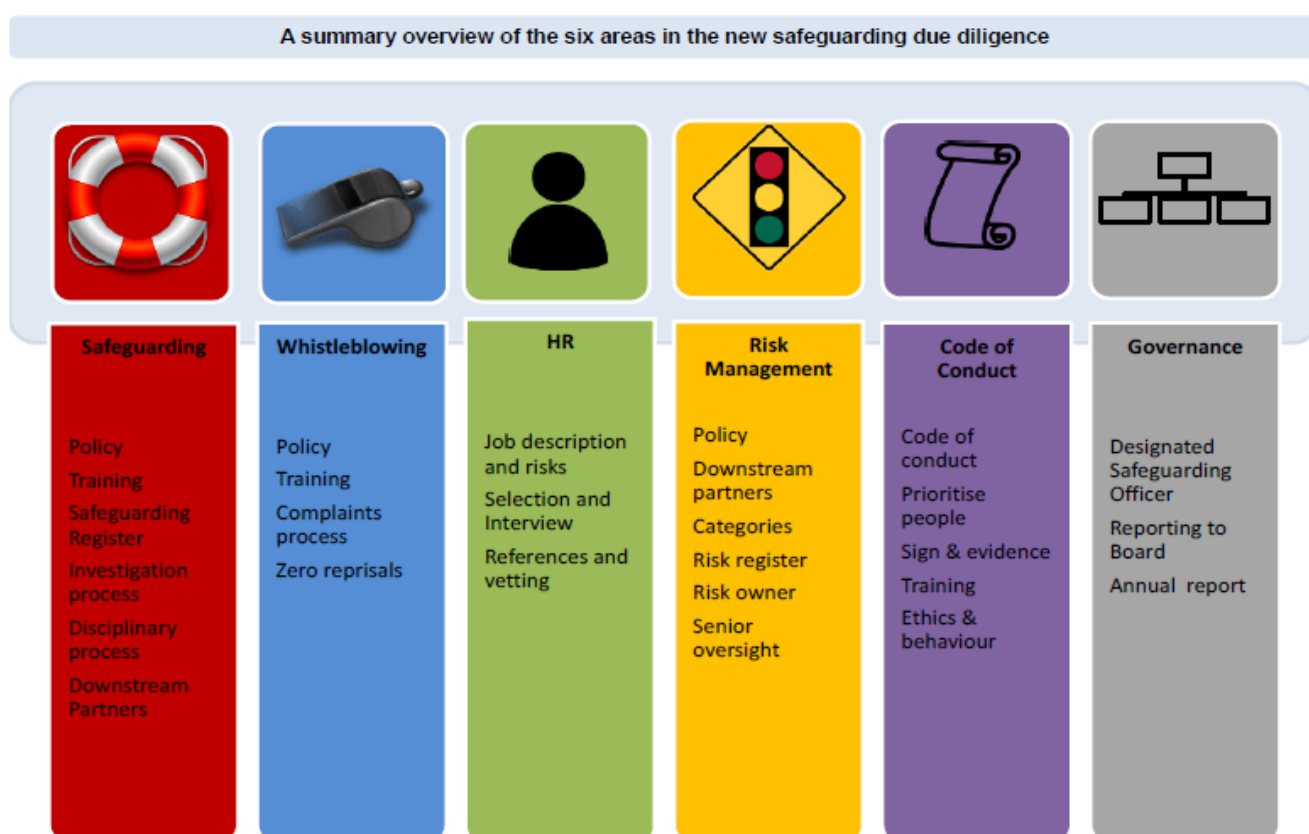 A summary overview of the six areas in the new safeguarding due diligence
Safeguarding
Policy
Training
Safeguarding
Register
Investigation
process
Disciplinary
process
Downstream
Partners
Whistleblowing
Policy
Training
Complaints
process
Zero reprisals
HR
Job description
and risks
Selection and
Interview
References and
vetting
Risk
Management
Policy
Downstream
partners
Categories
Risk register
Risk owner
Senior
oversight
Code of
Conduct
Code of
conduct
Prioritise
people
Sign & evidence
Training
Ethics &
behaviour
Governance
Designated
Safeguarding
Officer
Reporting to
Board
Annual report